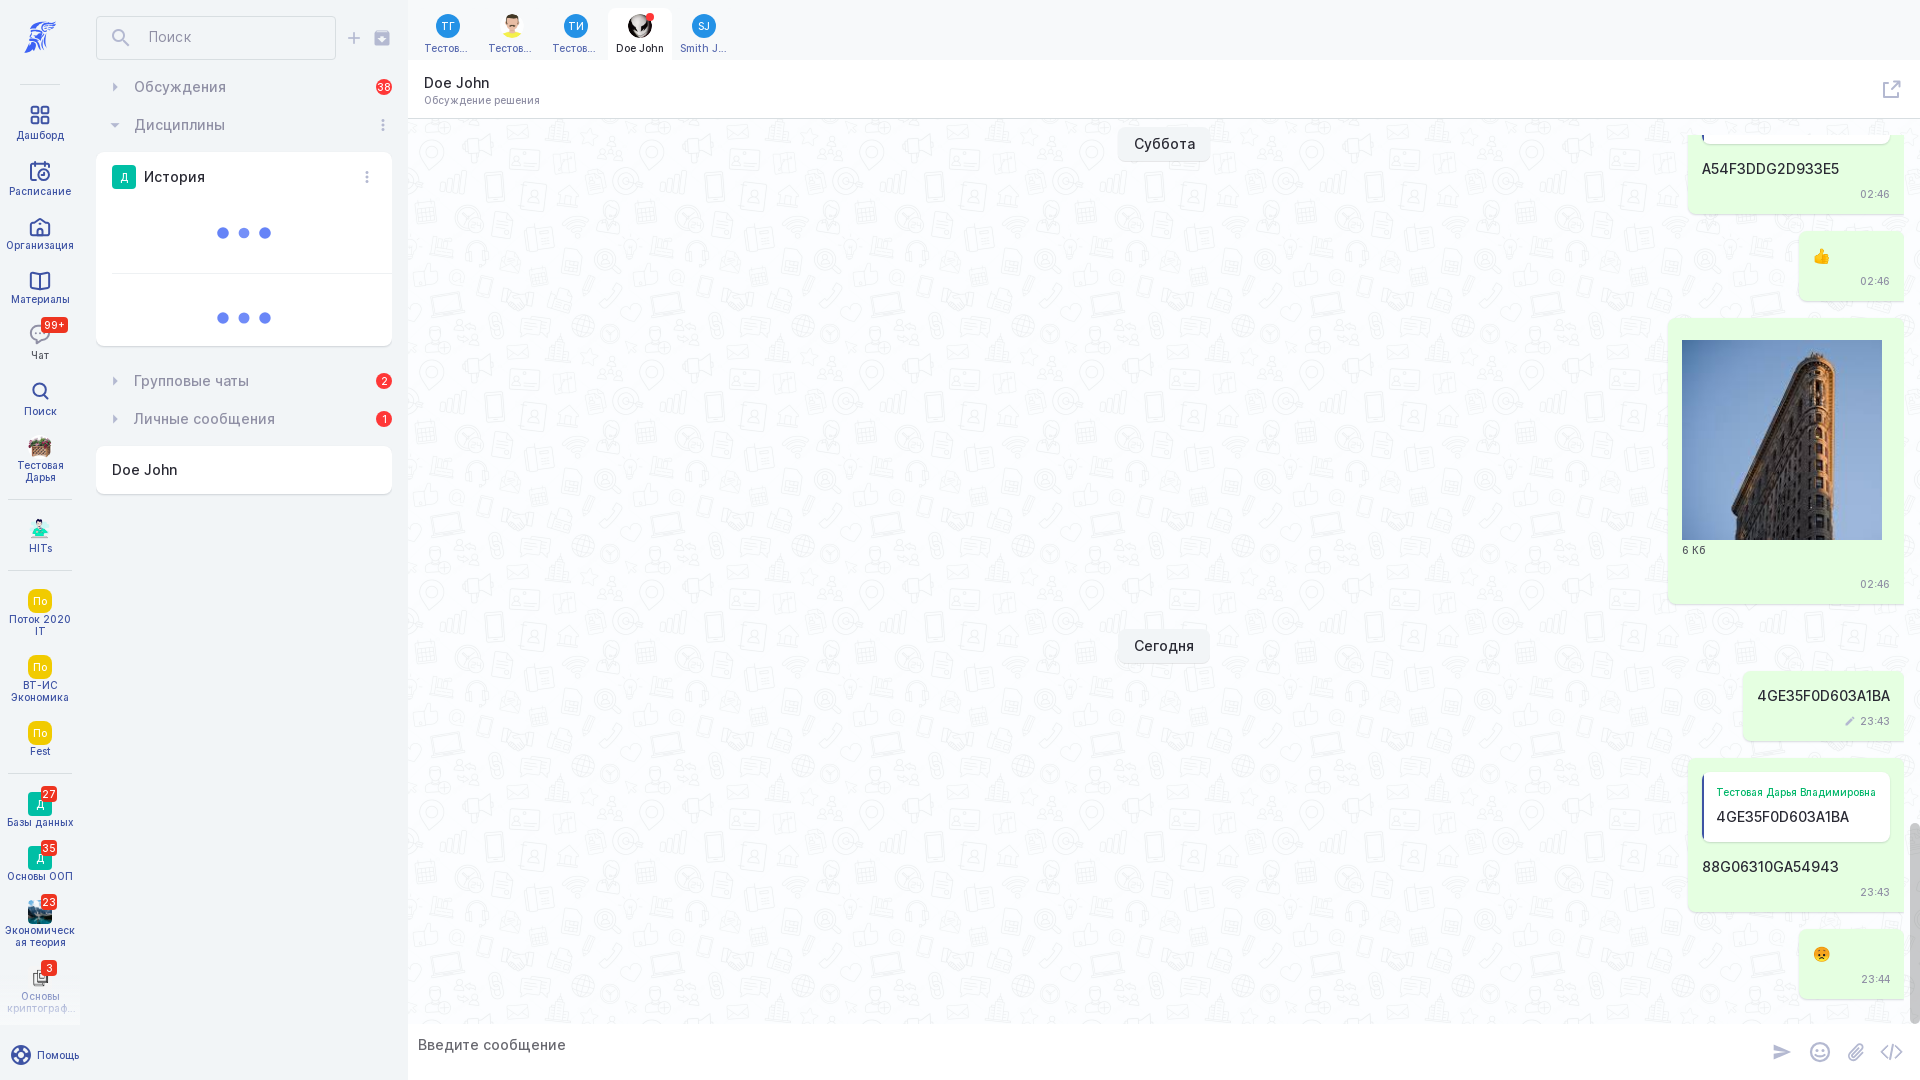 Дашборд
Расписание
Организация
Материалы
99+
Чат
Поиск
Тестовая
Дарья
HITs
По
Поток 2020
IT
По
ВТ-ИС
Экономика
По
Fest
27
Д
Базы данных
35
Д
Основы ООП
23
Экономическ
ая теория
3
Основы
криптограф...
Помощь
Поиск
Обсуждения
38
Дисциплины
Д
История
Групповые чаты
2
Личные сообщения
1
Doe John
ТГ
Тестов...
Тестов...
ТИ
Тестов...
Doe John
SJ
Smith J...
Doe John
Обсуждение решения
Суббота
A54F3DDG2D933E5
02:46
02:46
6 Кб
02:46
Сегодня
4GE35F0D603A1BA
23:43
Тестовая Дарья Владимировна
4GE35F0D603A1BA
88G06310GA54943
23:43
23:44
Введите сообщение